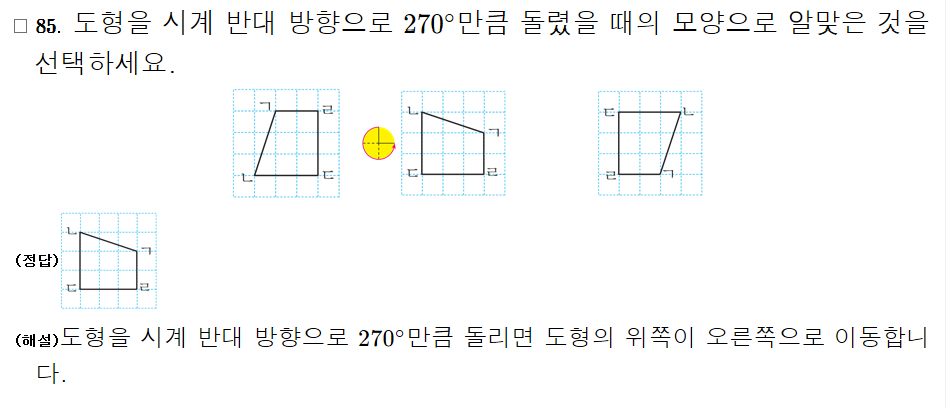 □ 85. 도형을 시계 반대 방향으로 270°만큼 돌렸을 때의 모양으로 알맞은 것을
선택하세요.
ㄱ ㄹ ㄴ ㄷ
ㄴ ㄱ ㄷ ㄹ
ㄷ ㄴ ㄹ ㄱ
(정답)
ㄴ ㄱ ㄷ ㄹ
(해설)도형을 시계 반대 방향으로 270°만큼 돌리면 도형의 위쪽이 오른쪽으로 이동합니
다.